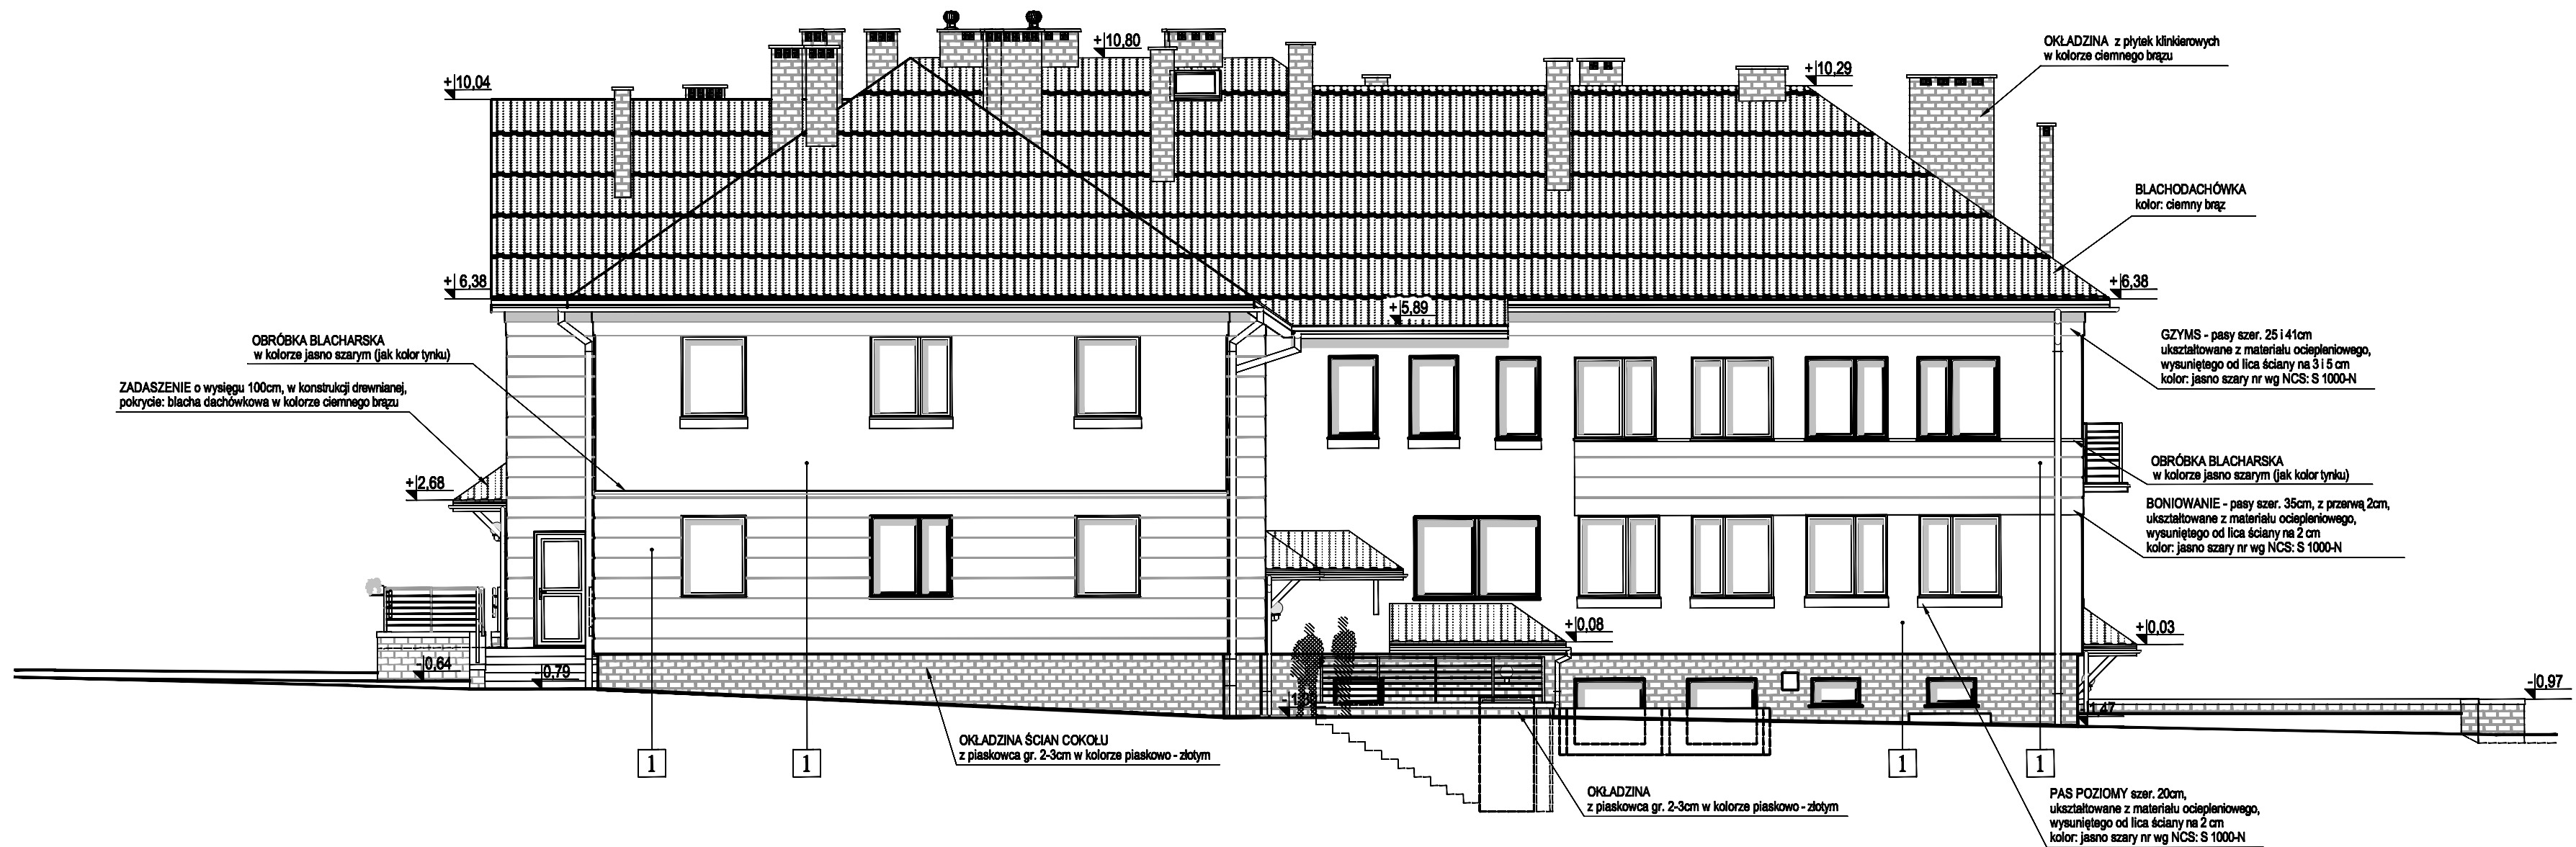 +10,80
+10,04
+10,29
OKŁADZINA z płytek klinkierowych
w kolorze ciemnego brązu
BLACHODACHÓWKA
kolor: ciemny brąz
+6,38
+6,38
+5,89
OBRÓBKA BLACHARSKA
w kolorze jasno szarym (jak kolor tynku)
ZADASZENIE o wysięgu 100cm, w konstrukcji drewnianej,
pokrycie: blacha dachówkowa w kolorze ciemnego brązu
GZYMS - pasy szer. 25 i 41cm
ukształtowane z materiału ociepleniowego,
wysuniętego od lica ściany na 3 i 5 cm
kolor: jasno szary nr wg NCS: S 1000-N
+2,68
OBRÓBKA BLACHARSKA
w kolorze jasno szarym (jak kolor tynku)
BONIOWANIE - pasy szer. 35cm, z przerwą 2cm,
ukształtowane z materiału ociepleniowego,
wysuniętego od lica ściany na 2 cm
kolor: jasno szary nr wg NCS: S 1000-N
+0,08
+0,03
-0,64
-0,79
-0,97
-1,47
OKŁADZINA ŚCIAN COKOŁU
z piaskowca gr. 2-3cm w kolorze piaskowo - złotym
1
1
1
1
OKŁADZINA
z piaskowca gr. 2-3cm w kolorze piaskowo - złotym
PAS POZIOMY szer. 20cm,
ukształtowane z materiału ociepleniowego,
wysuniętego od lica ściany na 2 cm
kolor: jasno szary nr wg NCS: S 1000-N